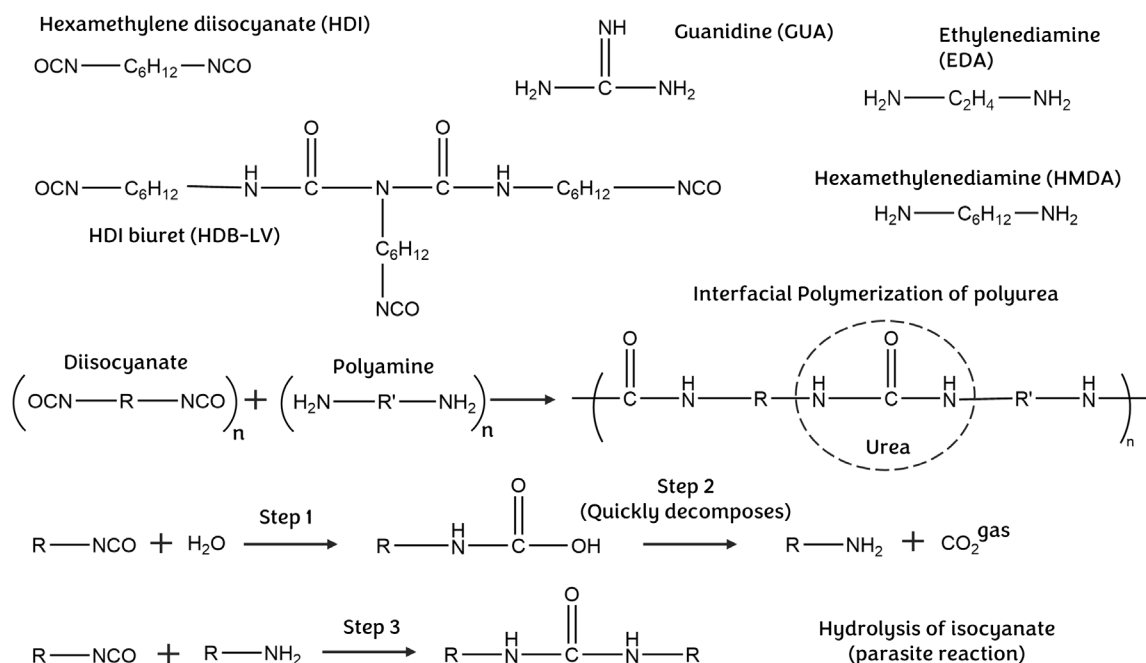 Hexamethylene diisocyanate (HDI)
OCN C₆H₁₂ NCO
NH
Guanidine (GUA)
H₂N C NH₂
Ethylenediamine
(EDA)
H₂N C₂H₄ NH₂
O O
OCN C₆H₁₂ H N C N C H N C₆H₁₂ NCO
C₆H₁₂
NCO
HDI biuret (HDB-LV)
Hexamethylenediamine (HMDA)
H₂N C₆H₁₂ NH₂
Interfacial Polymerization of polyurea
Diisocyanate
(OCN R NCO)n
+
Polyamine
(H₂N R' NH₂)n
O O
( C H N R H N C H N R' H N )n
Urea
R NCO + H₂O
Step 1
O
R H N C OH
Step 2
(Quickly decomposes)
R NH₂ + CO₂ gas
R NCO + R NH₂
Step 3
O
R H N C H N R
Hydrolysis of isocyanate
(parasite reaction)